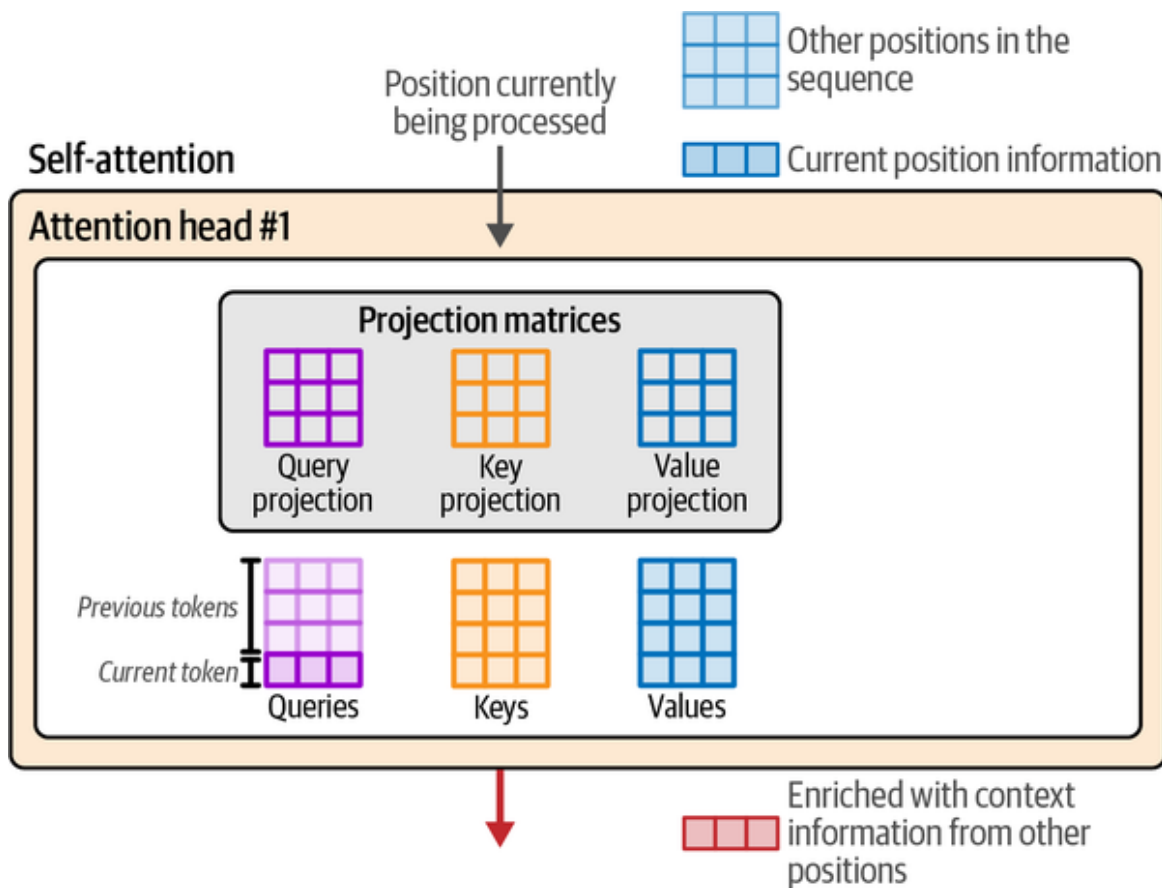 Other positions in the
sequence
Position currently
being processed
Current position information
Self-attention
Attention head #1
Projection matrices
Query
projection
Key
projection
Value
projection
Previous tokens
Current token
Queries
Keys
Values
Enriched with context
information from other
positions